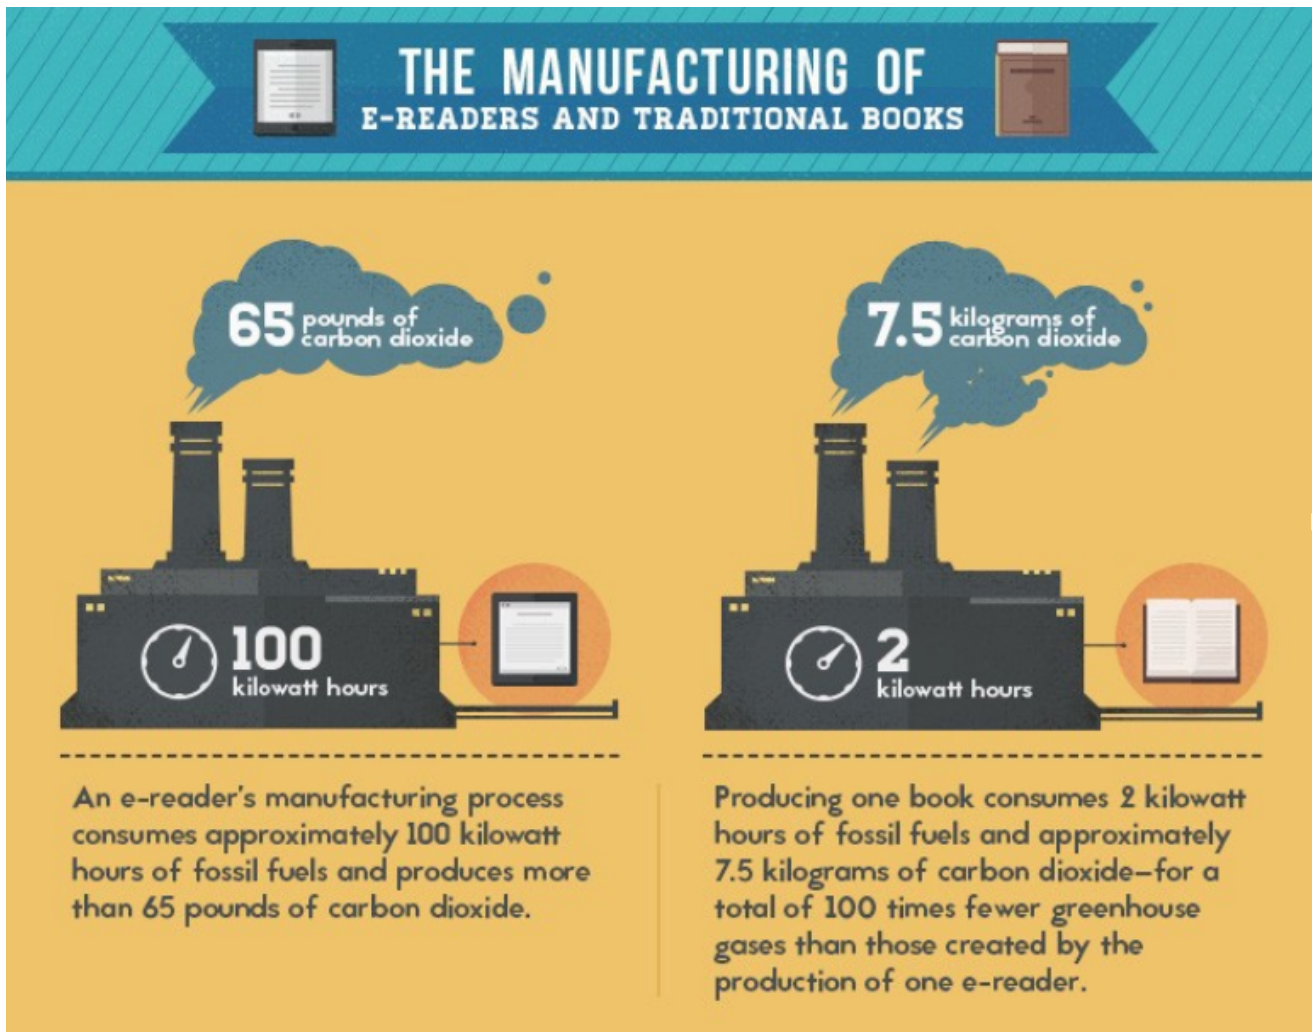 THE MANUFACTURING OF
E-READERS AND TRADITIONAL BOOKS
65 pounds of
carbon dioxide
100
kilowatt hours
An e-reader's manufacturing process
consumes approximately 100 kilowatt
hours of fossil fuels and produces more
than 65 pounds of carbon dioxide.
7.5 kilograms of
carbon dioxide
2
kilowatt hours
Producing one book consumes 2 kilowatt
hours of fossil fuels and approximately
7.5 kilograms of carbon dioxide–for a
total of 100 times fewer greenhouse
gases than those created by the
production of one e-reader.